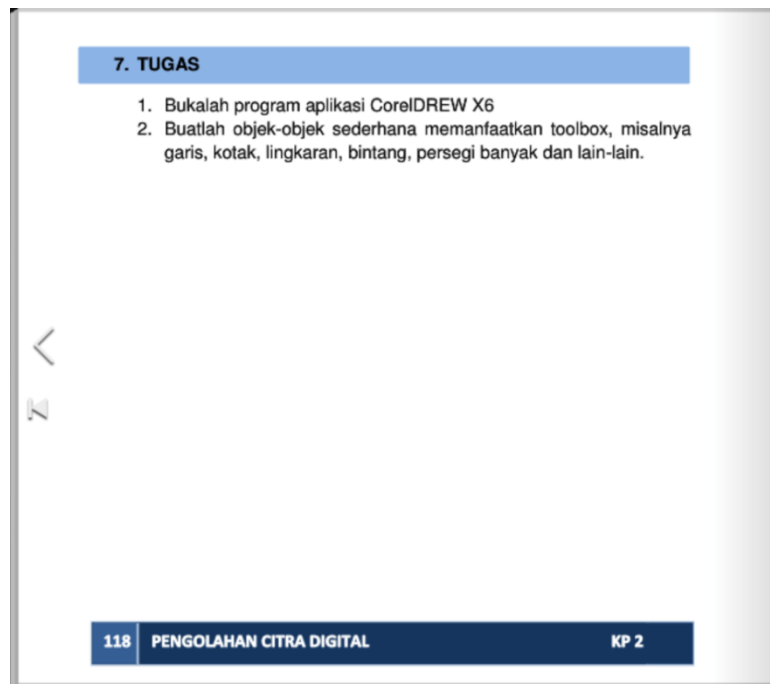 7. TUGAS
1. Bukalah program aplikasi CorelDREW X6
2. Buatlah objek-objek sederhana memanfaatkan toolbox, misalnya
garis, kotak, lingkaran, bintang, persegi banyak dan lain-lain.
118 PENGOLAHAN CITRA DIGITAL KP 2